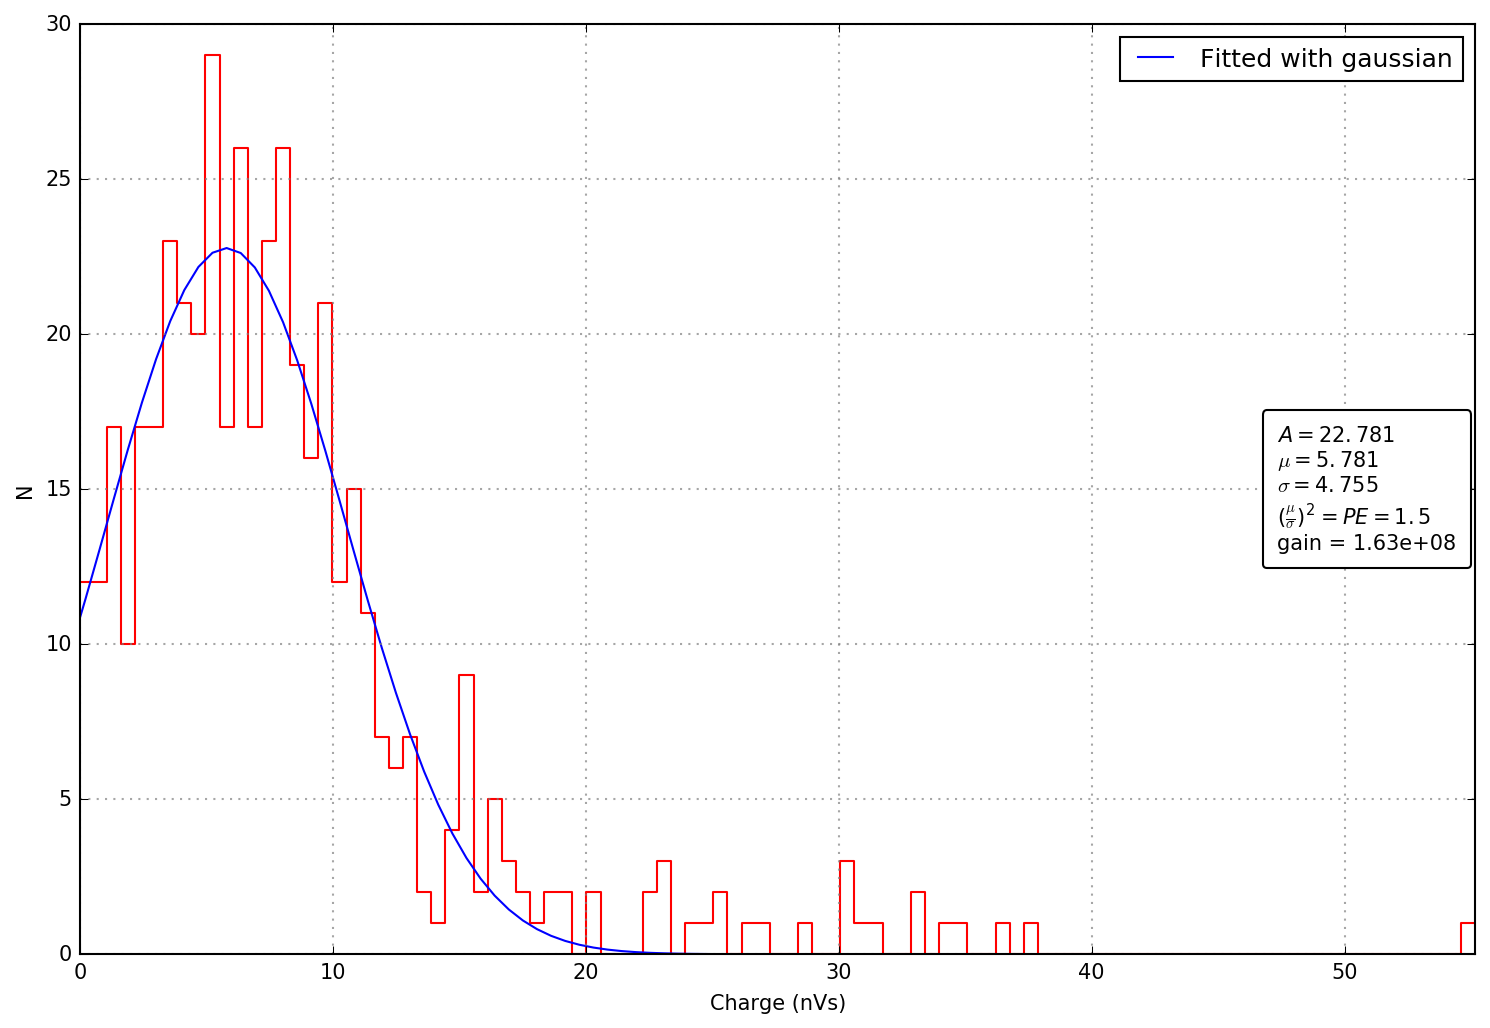 Fitted with gaussian
30
25
20
15
10
5
0
N
A = 22.781
μ = 5.781
σ = 4.755
(μ/σ)² = PE = 1.5
gain = 1.63e+08
0 10 20 30 40 50
Charge (nVs)